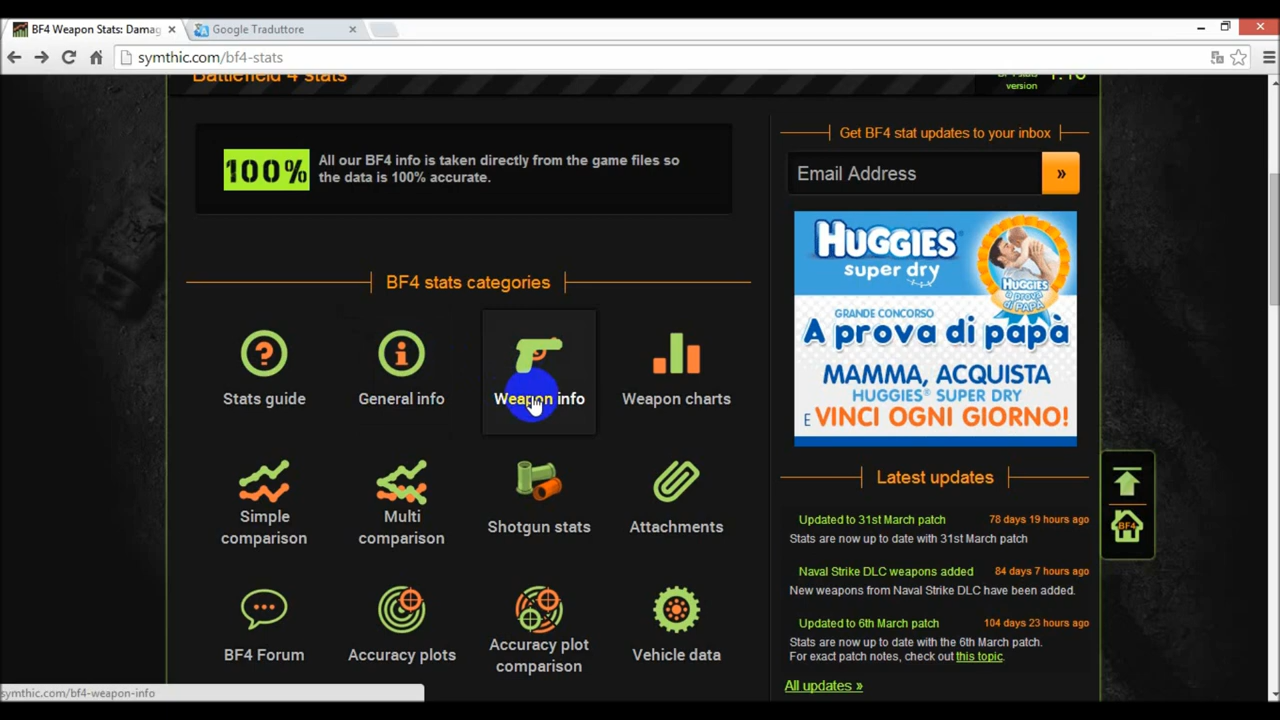 BF4 Weapon Stats: Damag
Google Traduttore
symthic.com/bf4-stats
Battlefield 4 stats
version
100%
All our BF4 info is taken directly from the game files so
the data is 100% accurate.
BF4 stats categories
Stats guide
General info
Weapon info
Weapon charts
Simple
comparison
Multi
comparison
Shotgun stats
Attachments
BF4 Forum
Accuracy plots
Accuracy plot
comparison
Vehicle data
Get BF4 stat updates to your inbox
Email Address
»
HUGGIES
super dry
HUGGIES
a prova
di PAPÀ
GRANDE CONCORSO
A prova di papà
MAMMA, ACQUISTA
HUGGIES® SUPER DRY
E VINCI OGNI GIORNO!
Latest updates
Updated to 31st March patch 78 days 19 hours ago
Stats are now up to date with 31st March patch
Naval Strike DLC weapons added 84 days 7 hours ago
New weapons from Naval Strike DLC have been added.
Updated to 6th March patch 104 days 23 hours ago
Stats are now up to date with the 6th March patch.
For exact patch notes, check out this topic.
All updates »
BF4
symthic.com/bf4-weapon-info